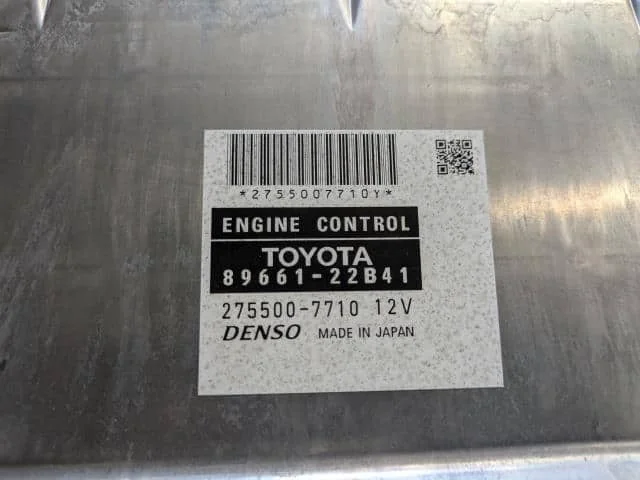 *2755007710Y*
ENGINE CONTROL
TOYOTA
89661-22B41
275500-7710 12V
DENSO MADE IN JAPAN